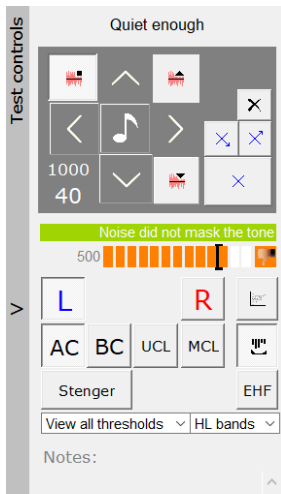 Test controls
Quiet enough
1000
40
Noise did not mask the tone
500
L R
AC BC UCL MCL
Stenger EHF
View all thresholds HL bands
Notes: